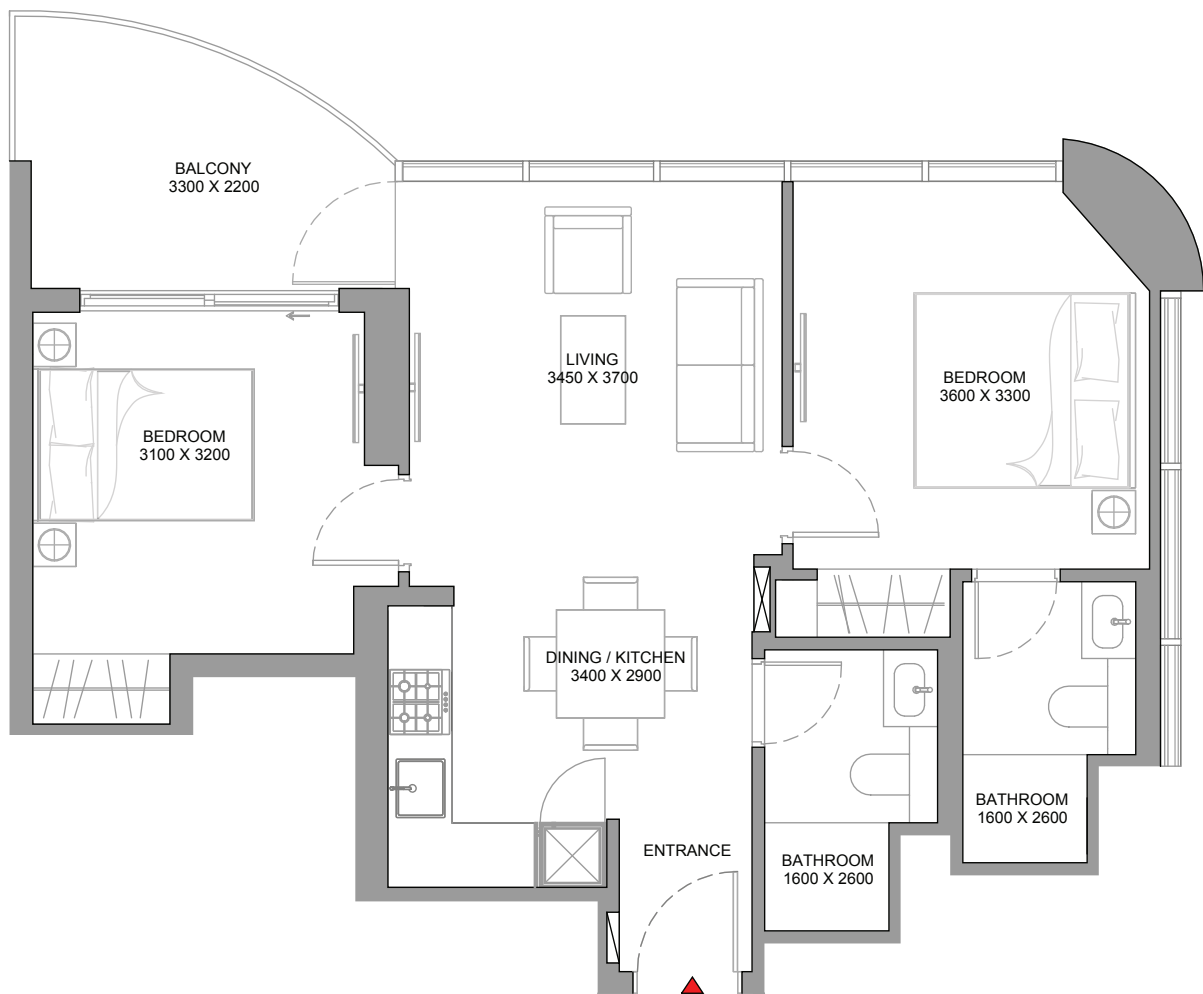 BALCONY
3300 X 2200
LIVING
3450 X 3700
BEDROOM
3600 X 3300
BEDROOM
3100 X 3200
DINING / KITCHEN
3400 X 2900
BATHROOM
1600 X 2600
ENTRANCE
BATHROOM
1600 X 2600